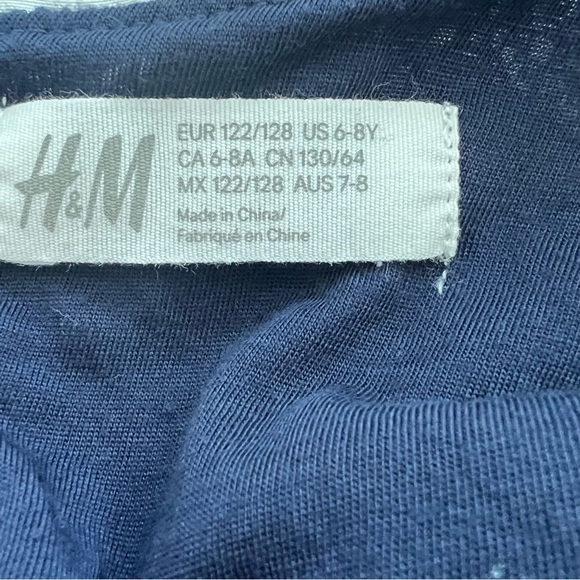 H&M
EUR 122/128 US 6-8Y
CA 6-8A CN 130/64
MX 122/128 AUS 7-8
Made in China/
Fabriqué en Chine